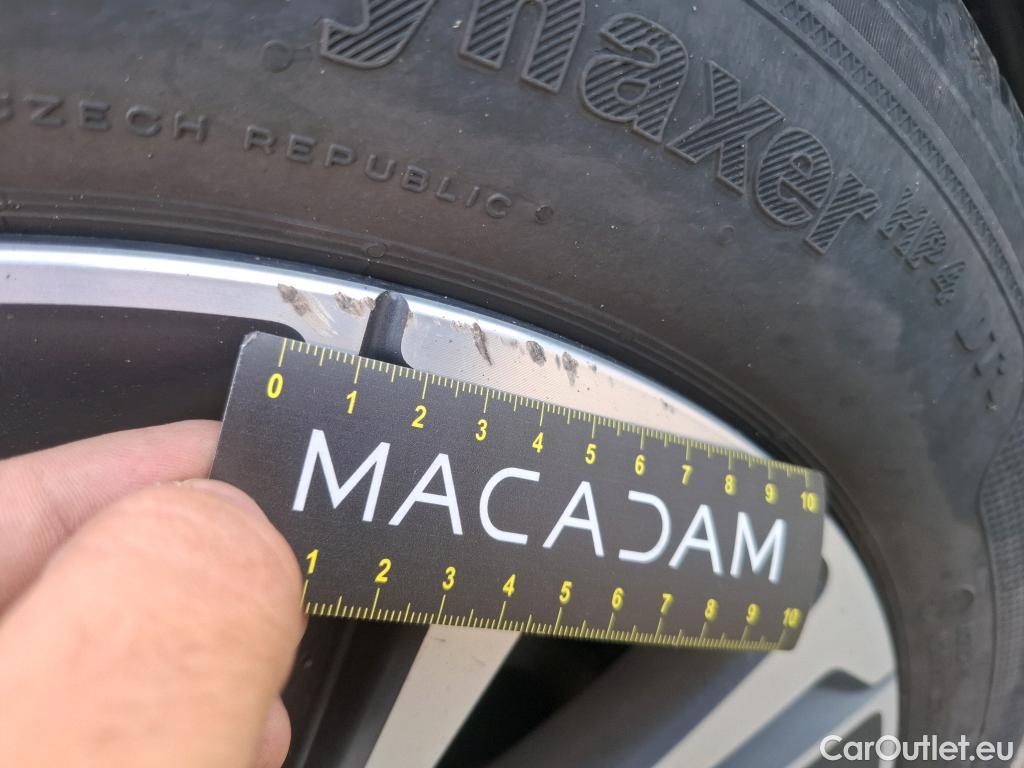 ynaxer HP4
CZECH REPUBLIC
0 1 2 3 4 5 6 7 8 9 10
MACADAM
1 2 3 4 5 6 7 8 9 10
CarOutlet.eu